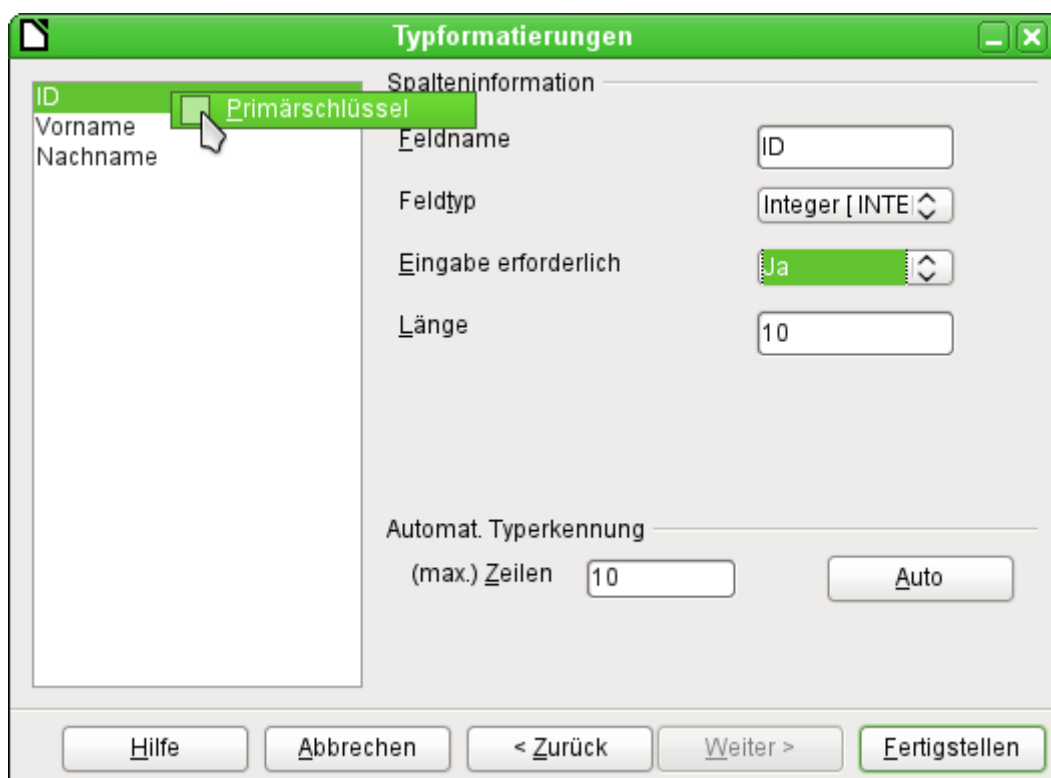 Typformatierungen
ID
Vorname
Nachname
Primärschlüssel
Spalteninformation
Feldname
ID
Feldtyp
Integer [ INTE
Eingabe erforderlich
Ja
Länge
10
Automat. Typerkennung
(max.) Zeilen
10
Auto
Hilfe
Abbrechen
< Zurück
Weiter >
Fertigstellen